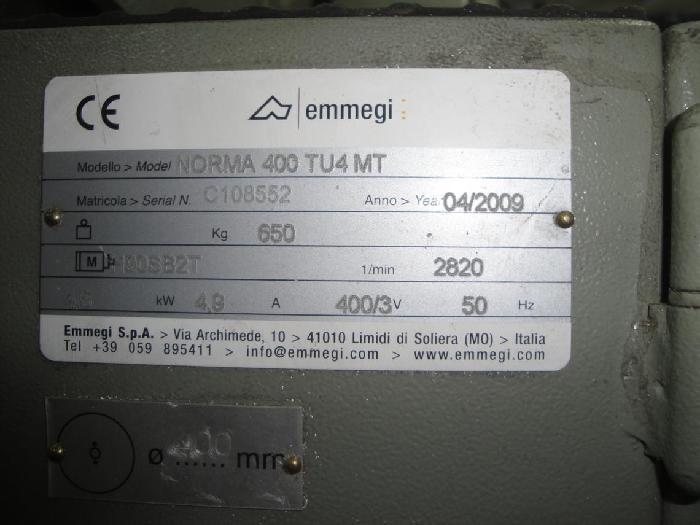 CE emmegi
Modello > Model NORMA 400 TU4 MT
Matricola > Serial N. C108552 Anno > Year 04/2009
Kg 650
M 1/min 2820
kW 4,9 A 400/3 V 50 Hz
Emmegi S.p.A. > Via Archimede, 10 > 41010 Limidi di Soliera (MO) > Italia
Tel +39 059 895411 > info@emmegi.com > www.emmegi.com
ø 400 mm